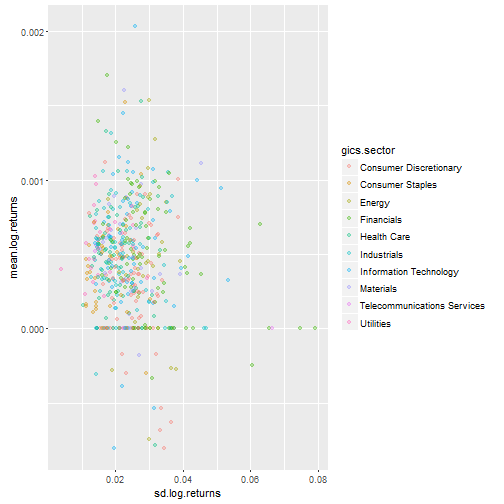 0.002
0.001
0.000
mean.log.returns
0.02 0.04 0.06 0.08
sd.log.returns
gics.sector
Consumer Discretionary
Consumer Staples
Energy
Financials
Health Care
Industrials
Information Technology
Materials
Telecommunications Services
Utilities